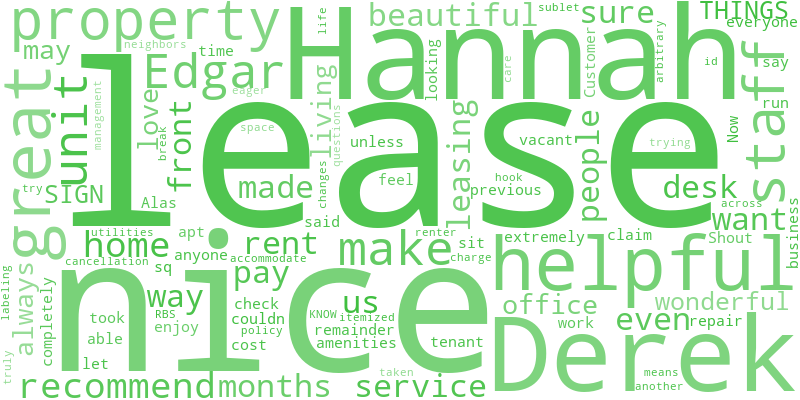 property
Hannah
beautiful
sure
THINGS
everyone
sublet
life
neighbors
time
may
Edgar
great
unit
management
love
front
break
eager
space
living
questions
looking
care
Customer
arbitrary
id
say
run
Now
staff
lease
unless
vacant
trying
people
leasing
feel
changes
hook
previous
desk
want
across
business
try
SIGN
Alas
made
said
renter
home
utilities
apt
rent
make
sit
extremely
claim
Shout
helpful
cancellation
anyone
accommodate
charge
labeling
always
completely
sq
nice
pay
way
RBS
check
us
KNOW
itemized
office
wonderful
even
repair
work
took
enjoy
couldn
policy
remainder
able
cost
amenities
tenant
let
truly
recommend
months
taken
service
Derek
means
another